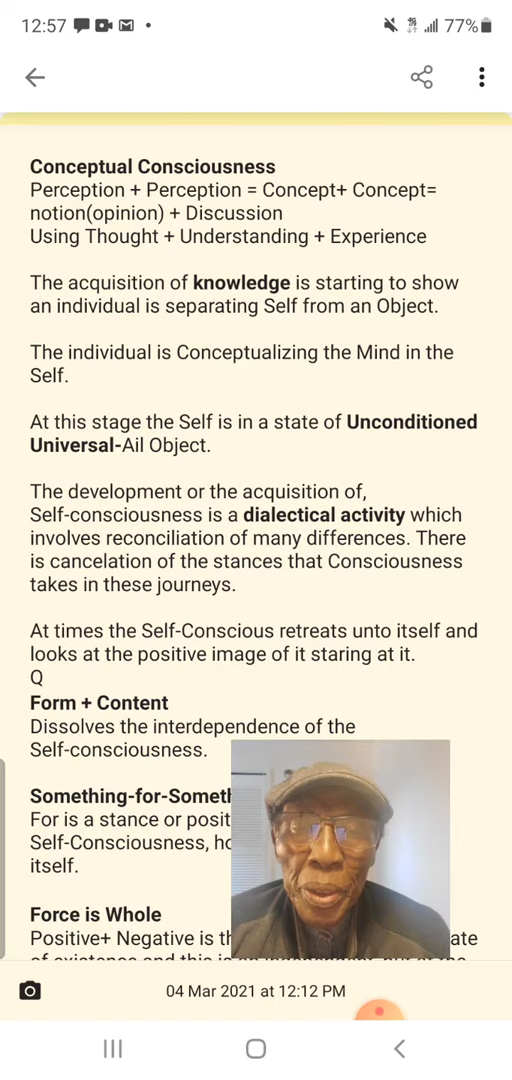 12:57
77%
Conceptual Consciousness
Perception + Perception = Concept+ Concept=
notion(opinion) + Discussion
Using Thought + Understanding + Experience
The acquisition of knowledge is starting to show
an individual is separating Self from an Object.
The individual is Conceptualizing the Mind in the
Self.
At this stage the Self is in a state of Unconditioned
Universal-Ail Object.
The development or the acquisition of,
Self-consciousness is a dialectical activity which
involves reconciliation of many differences. There
is cancelation of the stances that Consciousness
takes in these journeys.
At times the Self-Conscious retreats unto itself and
looks at the positive image of it staring at it.
Q
Form + Content
Dissolves the interdependence of the
Self-consciousness.
Something-for-Someth
For is a stance or posit
Self-Consciousness, ho
itself.
Force is Whole
Positive+ Negative is th ate
of existence and this is
04 Mar 2021 at 12:12 PM